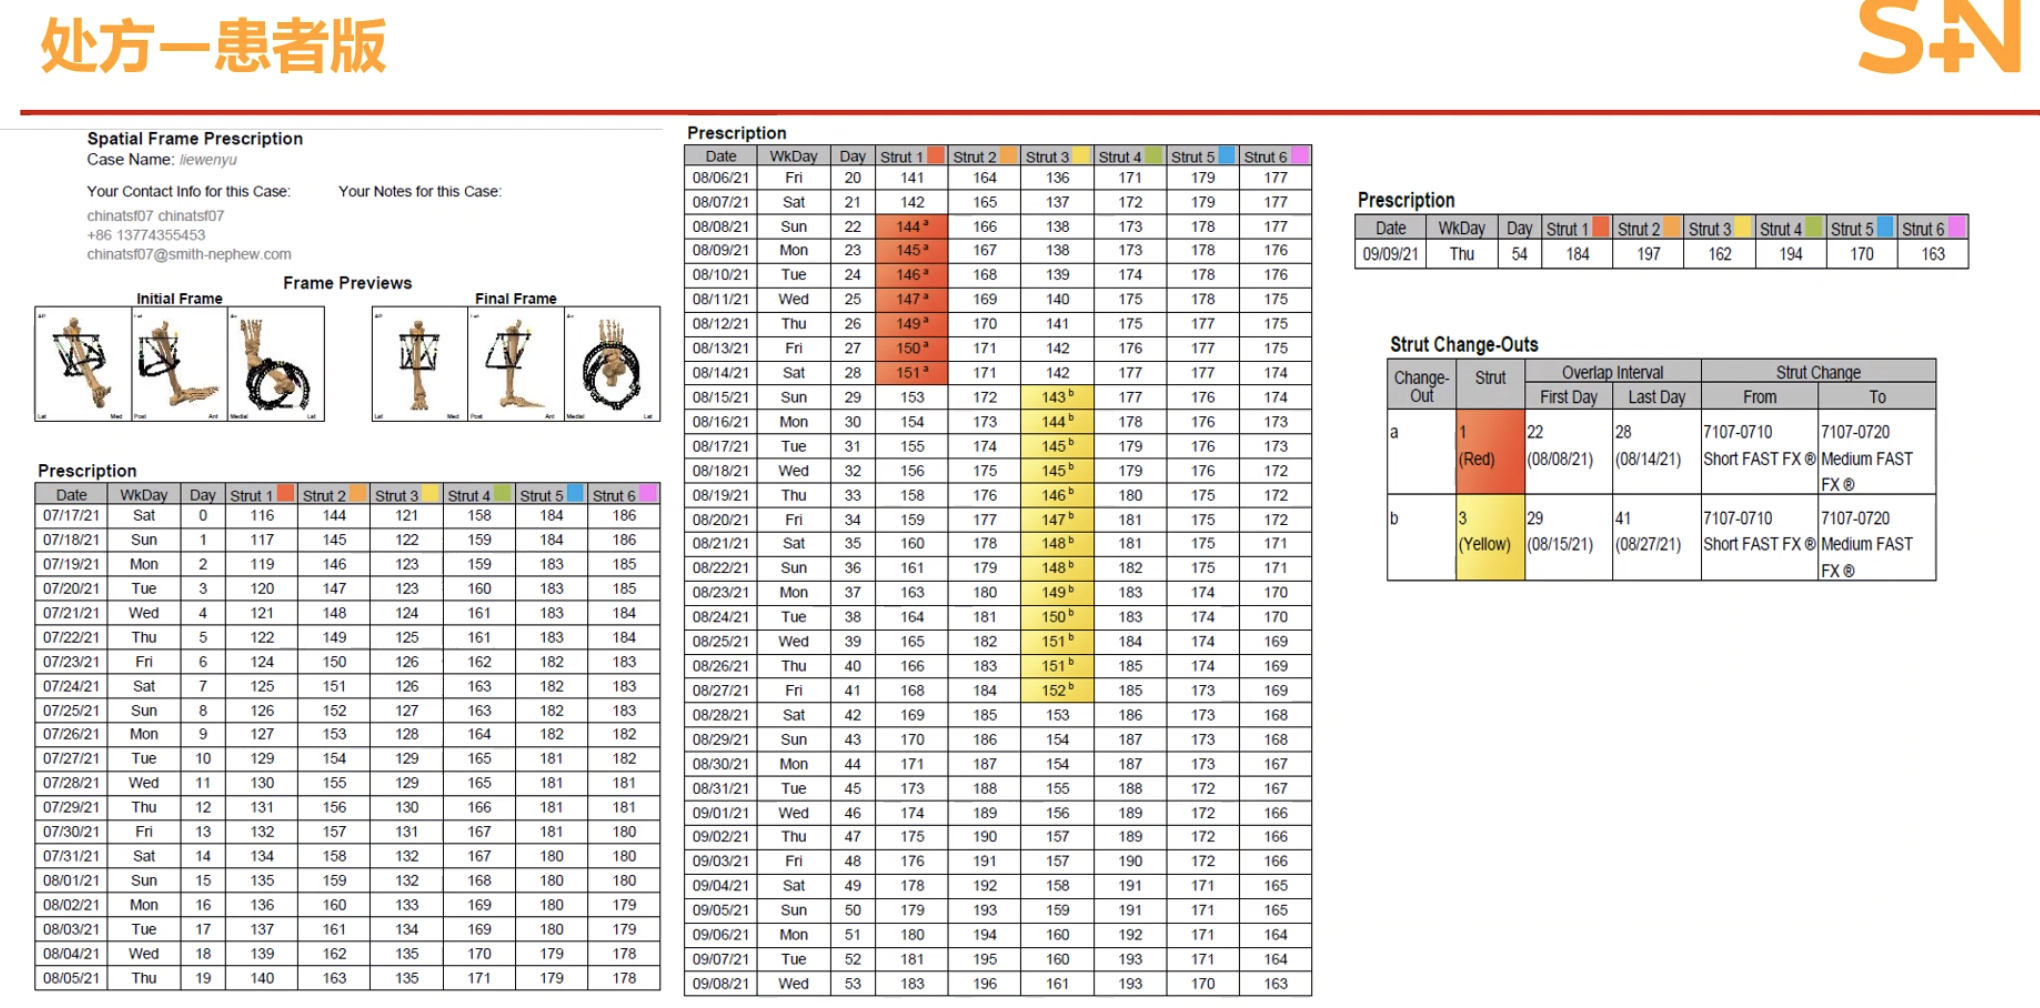 处方—患者版
S+N
Spatial Frame Prescription
Case Name: liewenyu
Your Contact Info for this Case: Your Notes for this Case:
chinatsf07 chinatsf07
+86 13774355453
chinatsf07@smith-nephew.com
Frame Previews
Initial Frame Final Frame
AP Lat Ax AP Lat Ax
Lat Med Post Ant Medial Lat Lat Med Post Ant Medial Lat
Prescription
Date WkDay Day Strut 1 Strut 2 Strut 3 Strut 4 Strut 5 Strut 6
07/17/21 Sat 0 116 144 121 158 184 186
07/18/21 Sun 1 117 145 122 159 184 186
07/19/21 Mon 2 119 146 123 159 183 185
07/20/21 Tue 3 120 147 123 160 183 185
07/21/21 Wed 4 121 148 124 161 183 184
07/22/21 Thu 5 122 149 125 161 183 184
07/23/21 Fri 6 124 150 126 162 182 183
07/24/21 Sat 7 125 151 126 163 182 183
07/25/21 Sun 8 126 152 127 163 182 183
07/26/21 Mon 9 127 153 128 164 182 182
07/27/21 Tue 10 129 154 129 165 181 182
07/28/21 Wed 11 130 155 129 165 181 181
07/29/21 Thu 12 131 156 130 166 181 181
07/30/21 Fri 13 132 157 131 167 181 180
07/31/21 Sat 14 134 158 132 167 180 180
08/01/21 Sun 15 135 159 132 168 180 180
08/02/21 Mon 16 136 160 133 169 180 179
08/03/21 Tue 17 137 161 134 169 180 179
08/04/21 Wed 18 139 162 135 170 179 178
08/05/21 Thu 19 140 163 135 171 179 178
Prescription
Date WkDay Day Strut 1 Strut 2 Strut 3 Strut 4 Strut 5 Strut 6
08/06/21 Fri 20 141 164 136 171 179 177
08/07/21 Sat 21 142 165 137 172 179 177
08/08/21 Sun 22 144 a 166 138 173 178 177
08/09/21 Mon 23 145 a 167 138 173 178 176
08/10/21 Tue 24 146 a 168 139 174 178 176
08/11/21 Wed 25 147 a 169 140 175 178 175
08/12/21 Thu 26 149 a 170 141 175 177 175
08/13/21 Fri 27 150 a 171 142 176 177 175
08/14/21 Sat 28 151 a 171 142 177 177 174
08/15/21 Sun 29 153 172 143 b 177 176 174
08/16/21 Mon 30 154 173 144 b 178 176 173
08/17/21 Tue 31 155 174 145 b 179 176 173
08/18/21 Wed 32 156 175 145 b 179 176 172
08/19/21 Thu 33 158 176 146 b 180 175 172
08/20/21 Fri 34 159 177 147 b 181 175 172
08/21/21 Sat 35 160 178 148 b 181 175 171
08/22/21 Sun 36 161 179 148 b 182 175 171
08/23/21 Mon 37 163 180 149 b 183 174 170
08/24/21 Tue 38 164 181 150 b 183 174 170
08/25/21 Wed 39 165 182 151 b 184 174 169
08/26/21 Thu 40 166 183 151 b 185 174 169
08/27/21 Fri 41 168 184 152 b 185 173 169
08/28/21 Sat 42 169 185 153 186 173 168
08/29/21 Sun 43 170 186 154 187 173 168
08/30/21 Mon 44 171 187 154 187 173 167
08/31/21 Tue 45 173 188 155 188 172 167
09/01/21 Wed 46 174 189 156 189 172 166
09/02/21 Thu 47 175 190 157 189 172 166
09/03/21 Fri 48 176 191 157 190 172 166
09/04/21 Sat 49 178 192 158 191 171 165
09/05/21 Sun 50 179 193 159 191 171 165
09/06/21 Mon 51 180 194 160 192 171 164
09/07/21 Tue 52 181 195 160 193 171 164
09/08/21 Wed 53 183 196 161 193 170 163
Prescription
Date WkDay Day Strut 1 Strut 2 Strut 3 Strut 4 Strut 5 Strut 6
09/09/21 Thu 54 184 197 162 194 170 163
Strut Change-Outs
Change-Out Strut Overlap Interval Strut Change
First Day Last Day From To
a 1 22 28 7107-0710 7107-0720
(Red) (08/08/21) (08/14/21) Short FAST FX ® Medium FAST
FX ®
b 3 29 41 7107-0710 7107-0720
(Yellow) (08/15/21) (08/27/21) Short FAST FX ® Medium FAST
FX ®